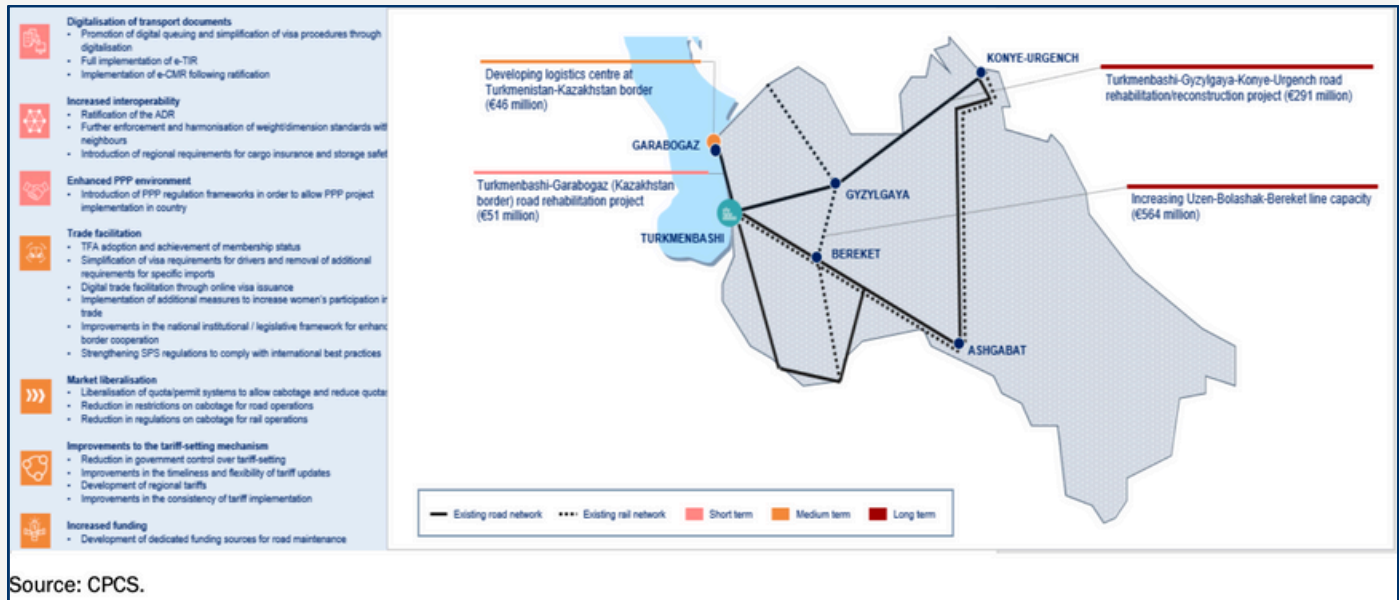 Digitalisation of transport documents
• Promotion of digital queuing and simplification of visa procedures through
digitalisation
• Full implementation of e-TIR
• Implementation of e-CMR following ratification
Increased interoperability
• Ratification of the ADR
• Further enforcement and harmonisation of weight/dimension standards with
neighbours
• Introduction of regional requirements for cargo insurance and storage safet
Enhanced PPP environment
• Introduction of PPP regulation frameworks in order to allow PPP project
implementation in country
Trade facilitation
• TFA adoption and achievement of membership status
• Simplification of visa requirements for drivers and removal of additional
requirements for specific imports
• Digital trade facilitation through online visa issuance
• Implementation of additional measures to increase women's participation in
trade
• Improvements in the national institutional / legislative framework for enhanc
border cooperation
• Strengthening SPS regulations to comply with international best practices
Market liberalisation
• Liberalisation of quota/permit systems to allow cabotage and reduce quotas
• Reduction in restrictions on cabotage for road operations
• Reduction in regulations on cabotage for rail operations
Improvements to the tariff-setting mechanism
• Reduction in government control over tariff-setting
• Improvements in the timeliness and flexibility of tariff updates
• Development of regional tariffs
• Improvements in the consistency of tariff implementation
Increased funding
• Development of dedicated funding sources for road maintenance
Developing logistics centre at
Turkmenistan-Kazakhstan border
(€46 million)
GARABOGAZ
Turkmenbashi-Garabogaz (Kazakhstan
border) road rehabilitation project
(€51 million)
TURKMENBASHI
KONYE-URGENCH
Turkmenbashi-Gyzylgaya-Konye-Urgench road
rehabilitation/reconstruction project (€291 million)
GYZYLGAYA
Increasing Uzen-Bolashak-Bereket line capacity
(€564 million)
BEREKET
ASHGABAT
Existing road network
Existing rail network
Short term
Medium term
Long term
Source: CPCS.